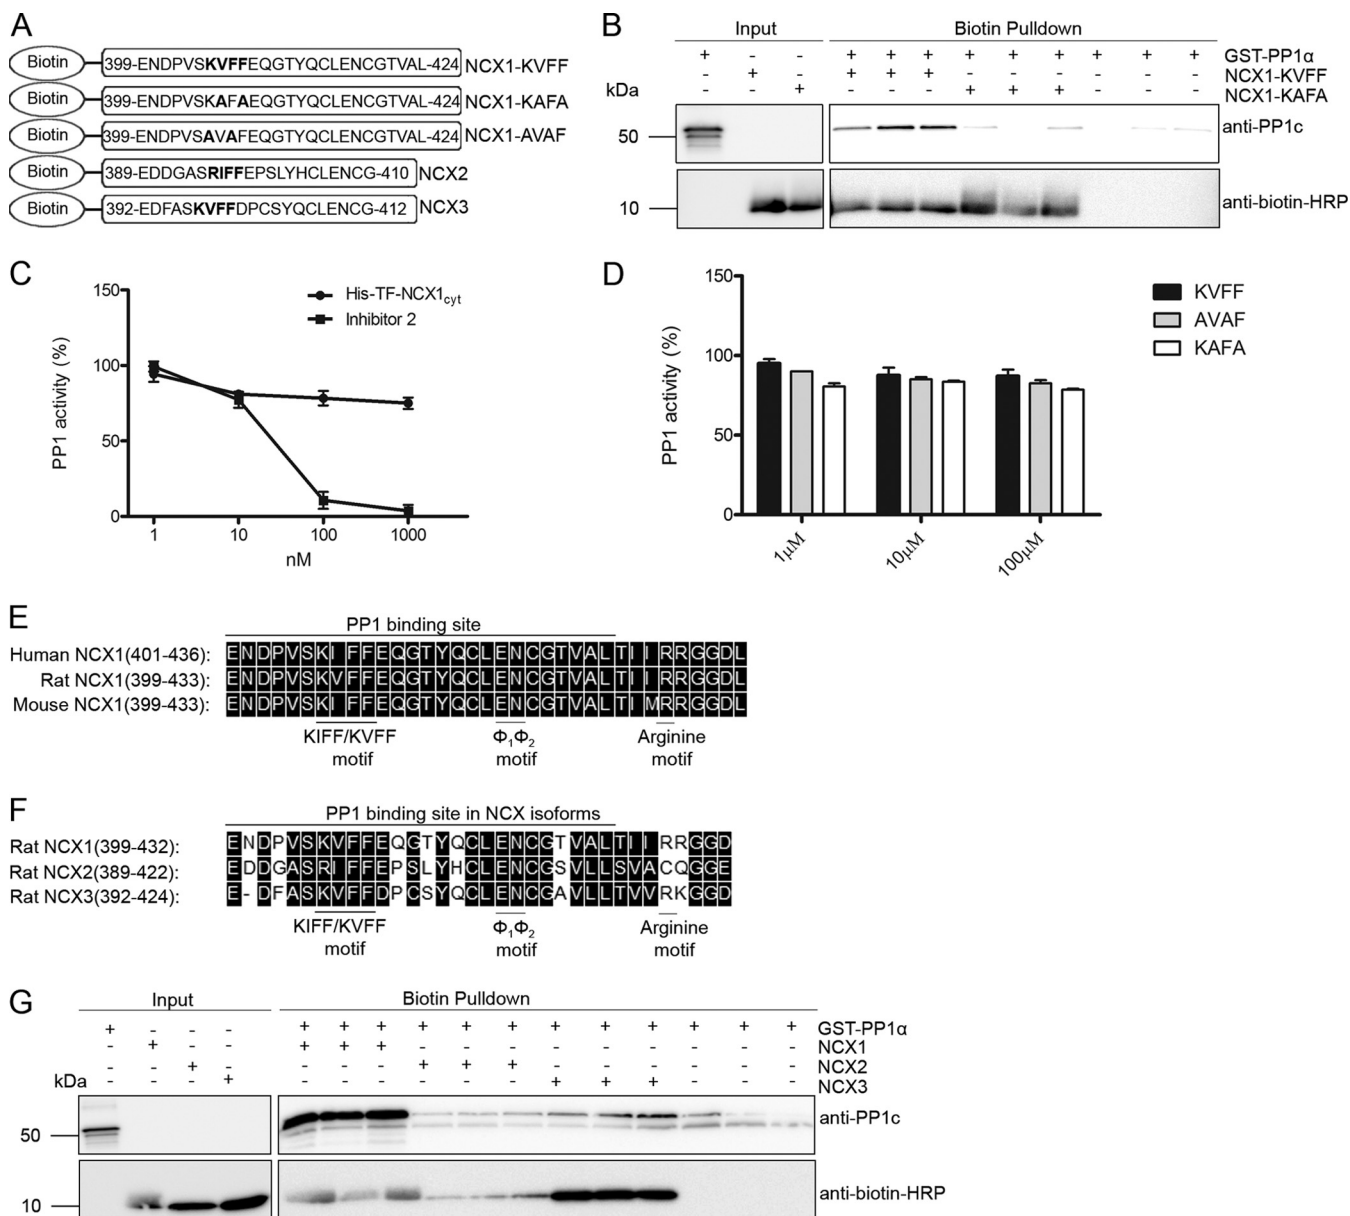 A
Biotin 399-ENDPVSKVFFEQGTYQCLENCGTVAL-424 NCX1-KVFF
Biotin 399-ENDPVSKAFAEQGTYQCLENCGTVAL-424 NCX1-KAFA
Biotin 399-ENDPVSAVAFEQGTYQCLENCGTVAL-424 NCX1-AVAF
Biotin 389-EDDGASRIFFEPSLYHCLENCG-410 NCX2
Biotin 392-EDFASKVFFDPCSYQCLENCG-412 NCX3
B
Input Biotin Pulldown
+ - - + + + + + + + + + GST-PP1α
- + - + + + - - - - - - NCX1-KVFF
kDa - - + - - - + + + - - - NCX1-KAFA
50 anti-PP1c
10 anti-biotin-HRP
C
PP1 activity (%)
150
100
50
0
1 10 100 1000
nM
His-TF-NCX1cyt
Inhibitor 2
D
PP1 activity (%)
150
100
50
0
1µM 10µM 100µM
KVFF
AVAF
KAFA
E
PP1 binding site
Human NCX1(401-436): ENDPVSKIFFEQGTYQCLENCGTVALTIIRRGGDL
Rat NCX1(399-433): ENDPVSKVFFEQGTYQCLENCGTVALTIIRRGGDL
Mouse NCX1(399-433): ENDPVSKIFFEQGTYQCLENCGTVALTIMRRGGDL
KIFF/KVFF Φ1Φ2 Arginine
motif motif motif
F
PP1 binding site in NCX isoforms
Rat NCX1(399-432): ENDPVSKVFFEQGTYQCLENCGTVALTIIRRGGD
Rat NCX2(389-422): EDDGASRIFFEPSLYHCLENCGSVLLSVACQGGE
Rat NCX3(392-424): E-DFASKVFFDPCSYQCLENCGAVLLTVVRKGGD
KIFF/KVFF Φ1Φ2 Arginine
motif motif motif
G
Input Biotin Pulldown
+ - - - + + + + + + + + + + + + GST-PP1α
- + - - + + + - - - - - - - - - NCX1
- - + - - - - + + + - - - - - - NCX2
kDa - - - + - - - - - - + + + - - - NCX3
50 anti-PP1c
10 anti-biotin-HRP